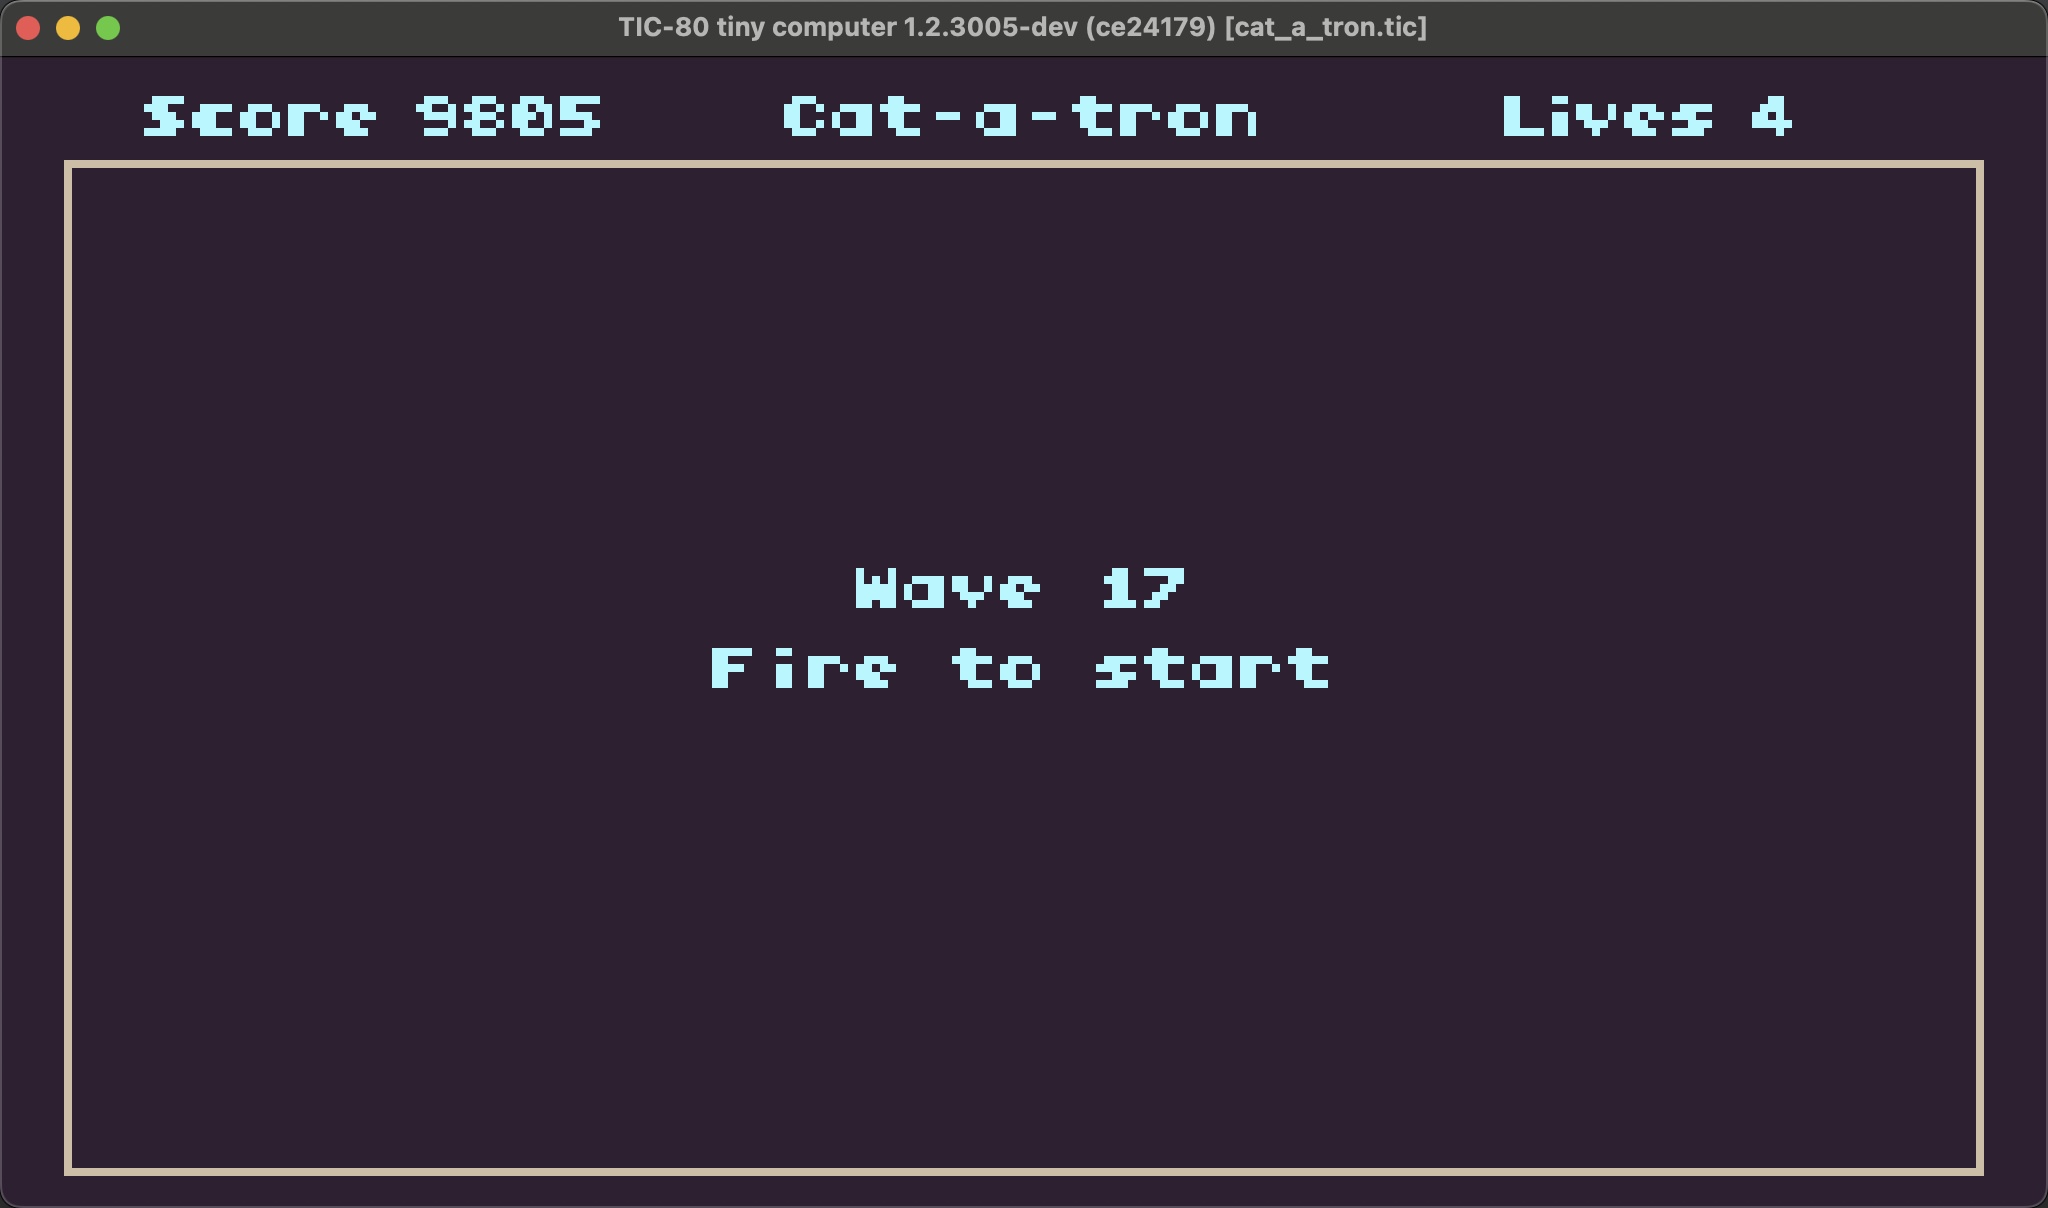 TIC-80 tiny computer 1.2.3005-dev (ce24179) [cat_a_tron.tic]
Score 9805 Cat-a-tron Lives 4
Wave 17
Fire to start